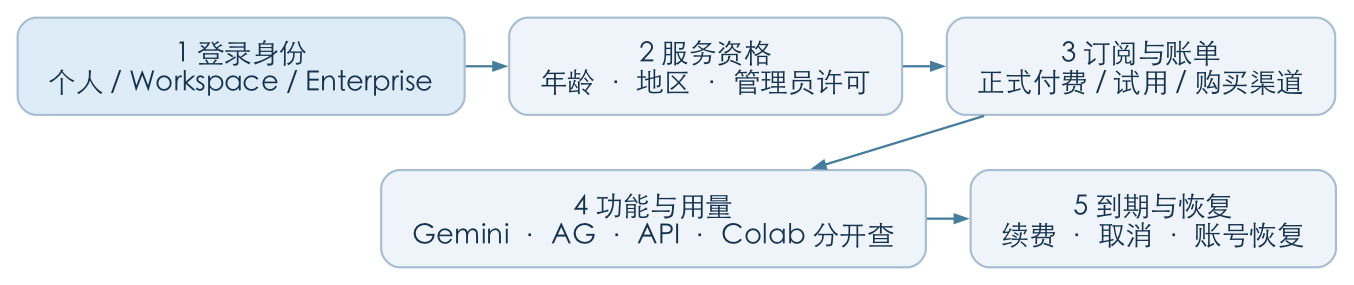 1 登录身份
个人 / Workspace / Enterprise
2 服务资格
年龄 · 地区 · 管理员许可
3 订阅与账单
正式付费 / 试用 / 购买渠道
4 功能与用量
Gemini · AG · API · Colab 分开查
5 到期与恢复
续费 · 取消 · 账号恢复